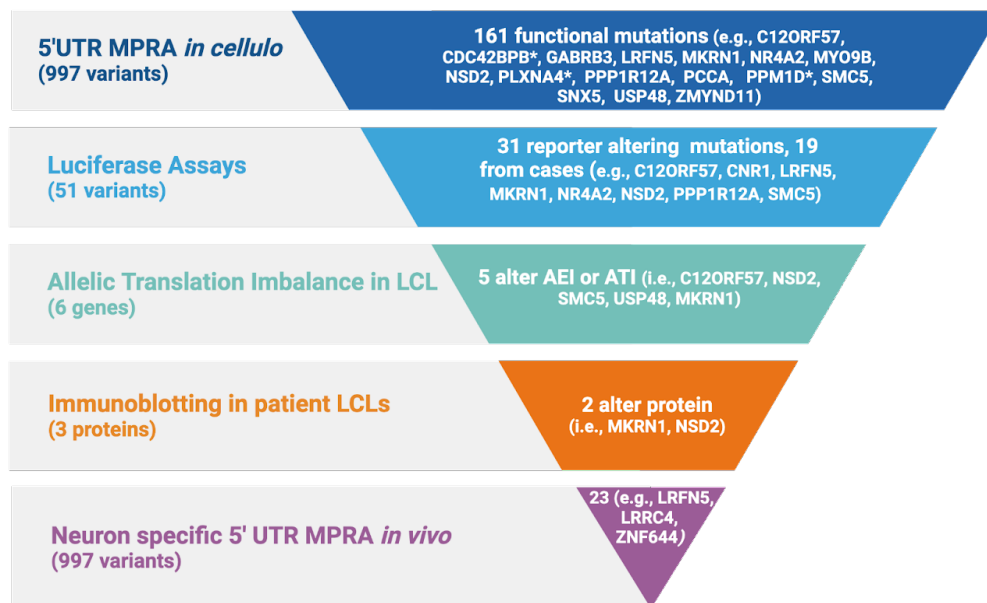 5'UTR MPRA in cellulo
(997 variants)
161 functional mutations (e.g., C12ORF57,
CDC42BPB*, GABRB3, LRFN5, MKRN1, NR4A2, MYO9B,
NSD2, PLXNA4*, PPP1R12A, PCCA, PPM1D*, SMC5,
SNX5, USP48, ZMYND11)
Luciferase Assays
(51 variants)
31 reporter altering mutations, 19
from cases (e.g., C12ORF57, CNR1, LRFN5,
MKRN1, NR4A2, NSD2, PPP1R12A, SMC5)
Allelic Translation Imbalance in LCL
(6 genes)
5 alter AEI or ATI (i.e., C12ORF57, NSD2,
SMC5, USP48, MKRN1)
Immunoblotting in patient LCLs
(3 proteins)
2 alter protein
(i.e., MKRN1, NSD2)
Neuron specific 5' UTR MPRA in vivo
(997 variants)
23 (e.g., LRFN5,
LRRC4,
ZNF644)